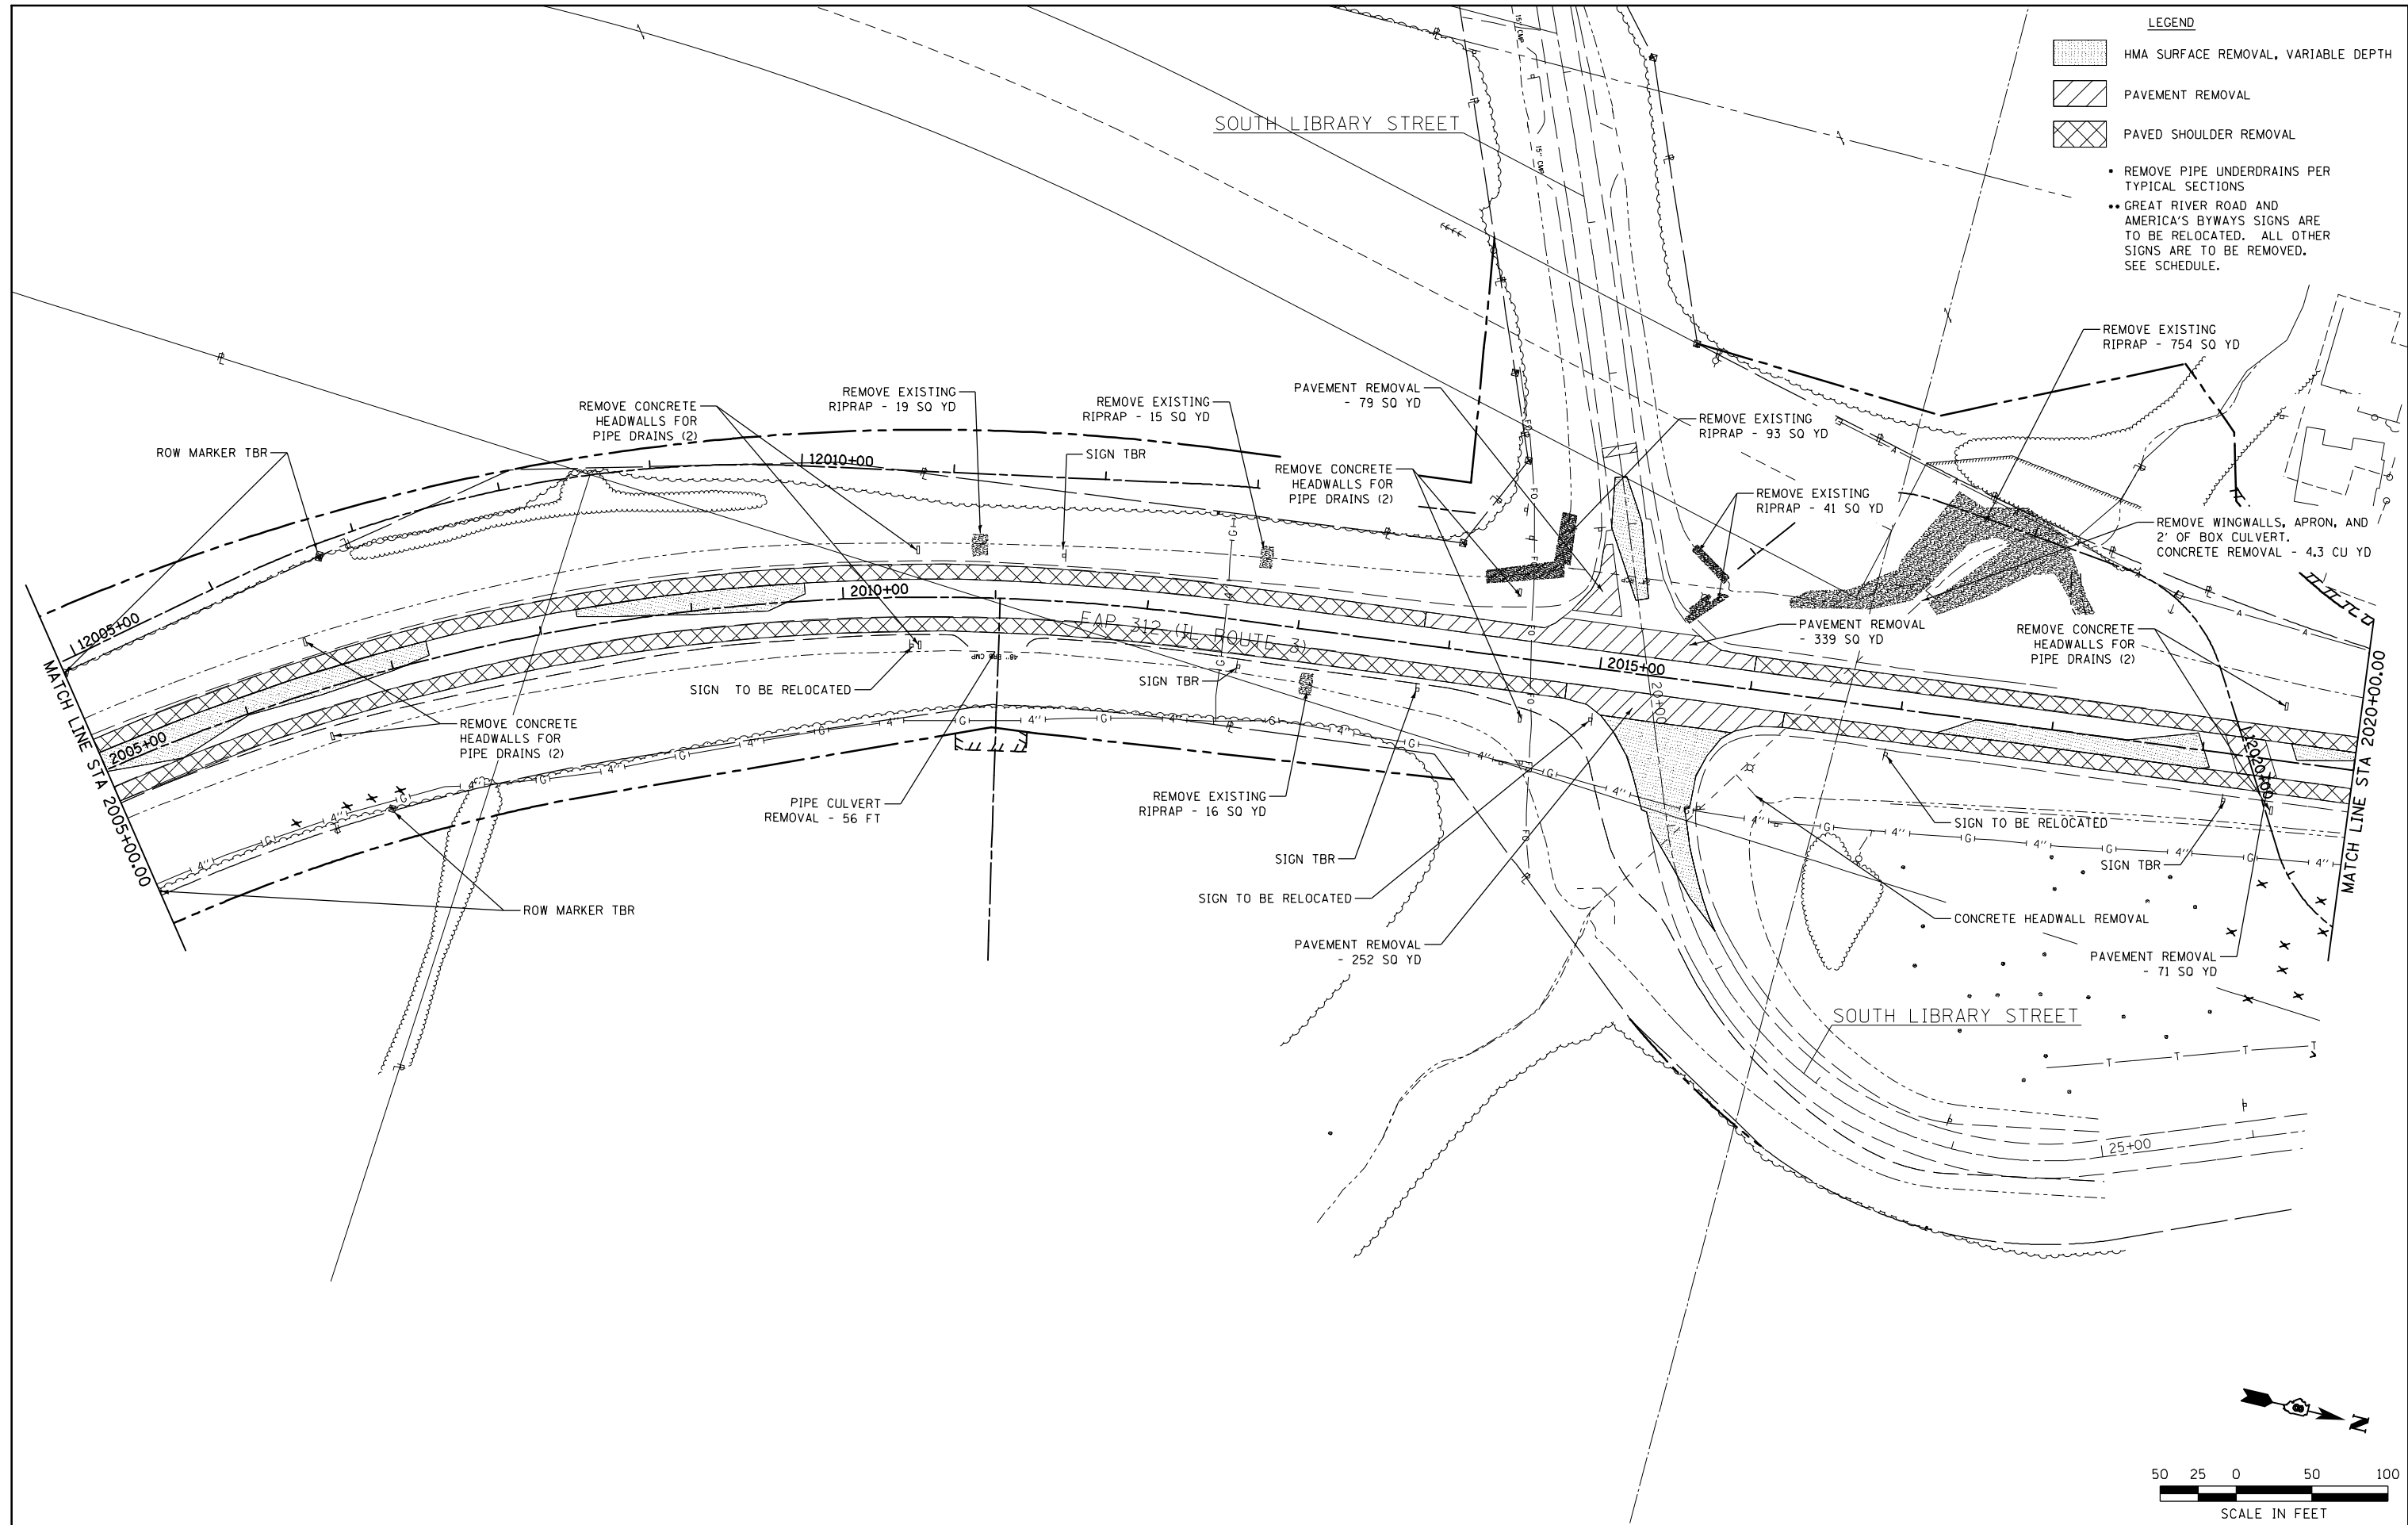 LEGEND
HMA SURFACE REMOVAL, VARIABLE DEPTH
PAVEMENT REMOVAL
PAVED SHOULDER REMOVAL
• REMOVE PIPE UNDERDRAINS PER
TYPICAL SECTIONS
•• GREAT RIVER ROAD AND
AMERICA'S BYWAYS SIGNS ARE
TO BE RELOCATED. ALL OTHER
SIGNS ARE TO BE REMOVED.
SEE SCHEDULE.
15" CMP
SOUTH LIBRARY STREET
15" CMP
REMOVE EXISTING
RIPRAP - 754 SQ YD
PAVEMENT REMOVAL
- 79 SQ YD
REMOVE EXISTING
RIPRAP - 19 SQ YD
REMOVE EXISTING
RIPRAP - 15 SQ YD
REMOVE CONCRETE
HEADWALLS FOR
PIPE DRAINS (2)
REMOVE EXISTING
RIPRAP - 93 SQ YD
ROW MARKER TBR
12010+00
SIGN TBR
REMOVE CONCRETE
HEADWALLS FOR
PIPE DRAINS (2)
REMOVE EXISTING
RIPRAP - 41 SQ YD
REMOVE WINGWALLS, APRON, AND
2' OF BOX CULVERT.
CONCRETE REMOVAL - 4.3 CU YD
12005+00
2010+00
FAP 312 (IL ROUTE 3)
PAVEMENT REMOVAL
- 339 SQ YD
REMOVE CONCRETE
HEADWALLS FOR
PIPE DRAINS (2)
2015+00
20+00
SIGN TO BE RELOCATED
SIGN TBR
MATCH LINE STA 2005+00.00
2005+00
REMOVE CONCRETE
HEADWALLS FOR
PIPE DRAINS (2)
12020+00
MATCH LINE STA 2020+00.00
PIPE CULVERT
REMOVAL - 56 FT
REMOVE EXISTING
RIPRAP - 16 SQ YD
SIGN TO BE RELOCATED
SIGN TBR
SIGN TBR
SIGN TO BE RELOCATED
ROW MARKER TBR
CONCRETE HEADWALL REMOVAL
PAVEMENT REMOVAL
- 252 SQ YD
PAVEMENT REMOVAL
- 71 SQ YD
SOUTH LIBRARY STREET
25+00
N
50 25 0 50 100
SCALE IN FEET